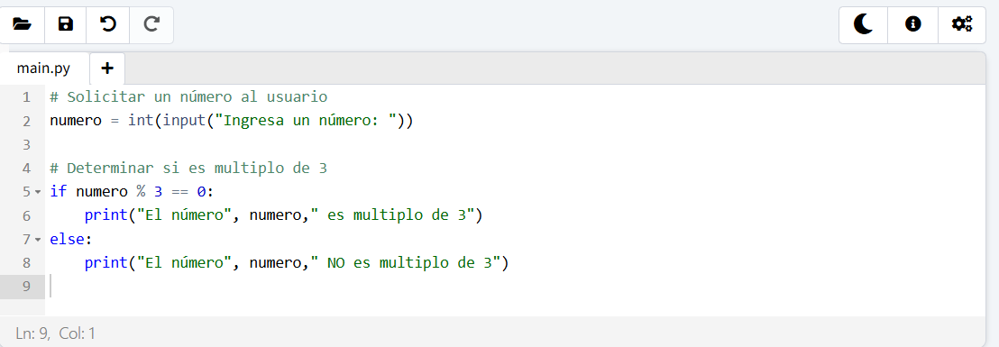 main.py +
1 # Solicitar un número al usuario
2 numero = int(input("Ingresa un número: "))
3
4 # Determinar si es multiplo de 3
5 if numero % 3 == 0:
6     print("El número", numero," es multiplo de 3")
7 else:
8     print("El número", numero," NO es multiplo de 3")
9
Ln: 9, Col: 1